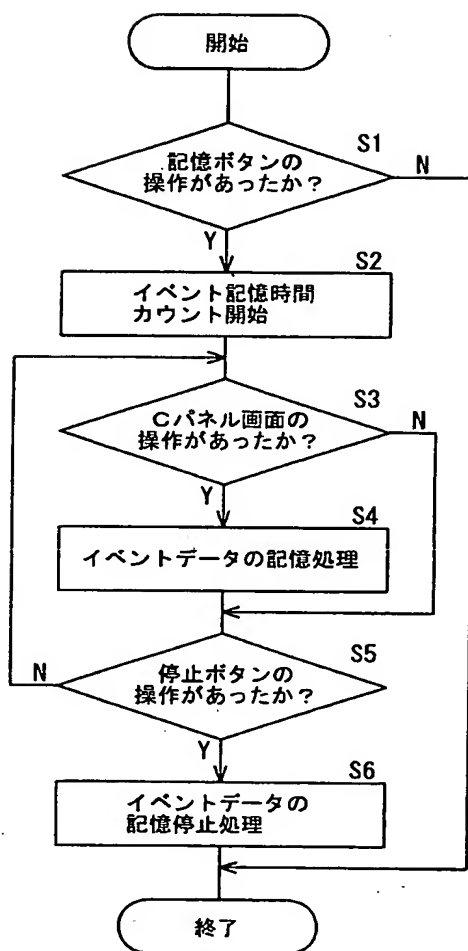 開始
S1
記憶ボタンの
操作があったか？
N
Y
S2
イベント記憶時間
カウント開始
S3
Cパネル画面の
操作があったか？
N
Y
S4
イベントデータの記憶処理
S5
停止ボタンの
操作があったか？
N
Y
S6
イベントデータの
記憶停止処理
終了